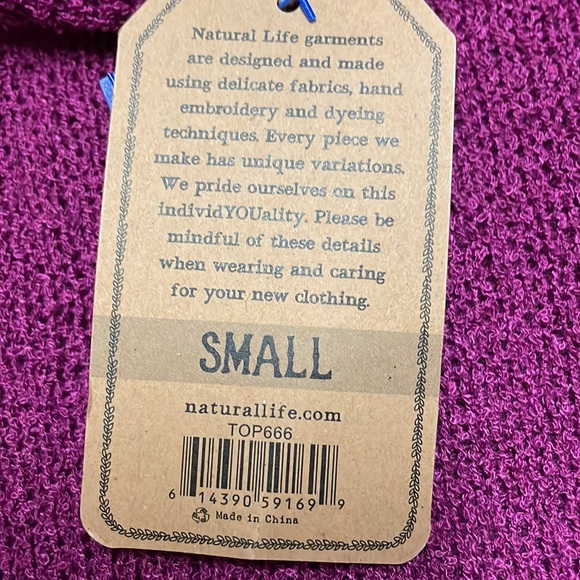 Natural Life garments
are designed and made
using delicate fabrics, hand
embroidery and dyeing
techniques. Every piece we
make has unique variations.
We pride ourselves on this
individYOUality. Please be
mindful of these details
when wearing and caring
for your new clothing.
SMALL
naturallife.com
TOP666
6 14390 59169 9
Made in China